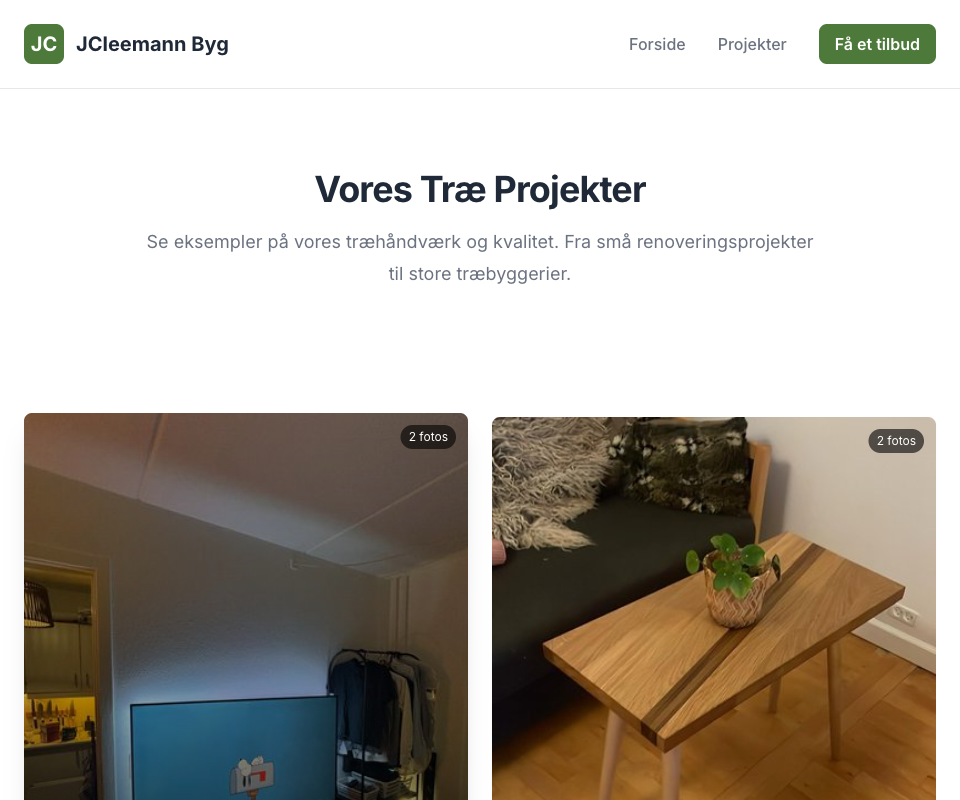 JC JCleemann Byg
Forside Projekter Få et tilbud
Vores Træ Projekter
Se eksempler på vores træhåndværk og kvalitet. Fra små renoveringsprojekter
til store træbyggerier.
2 fotos
2 fotos